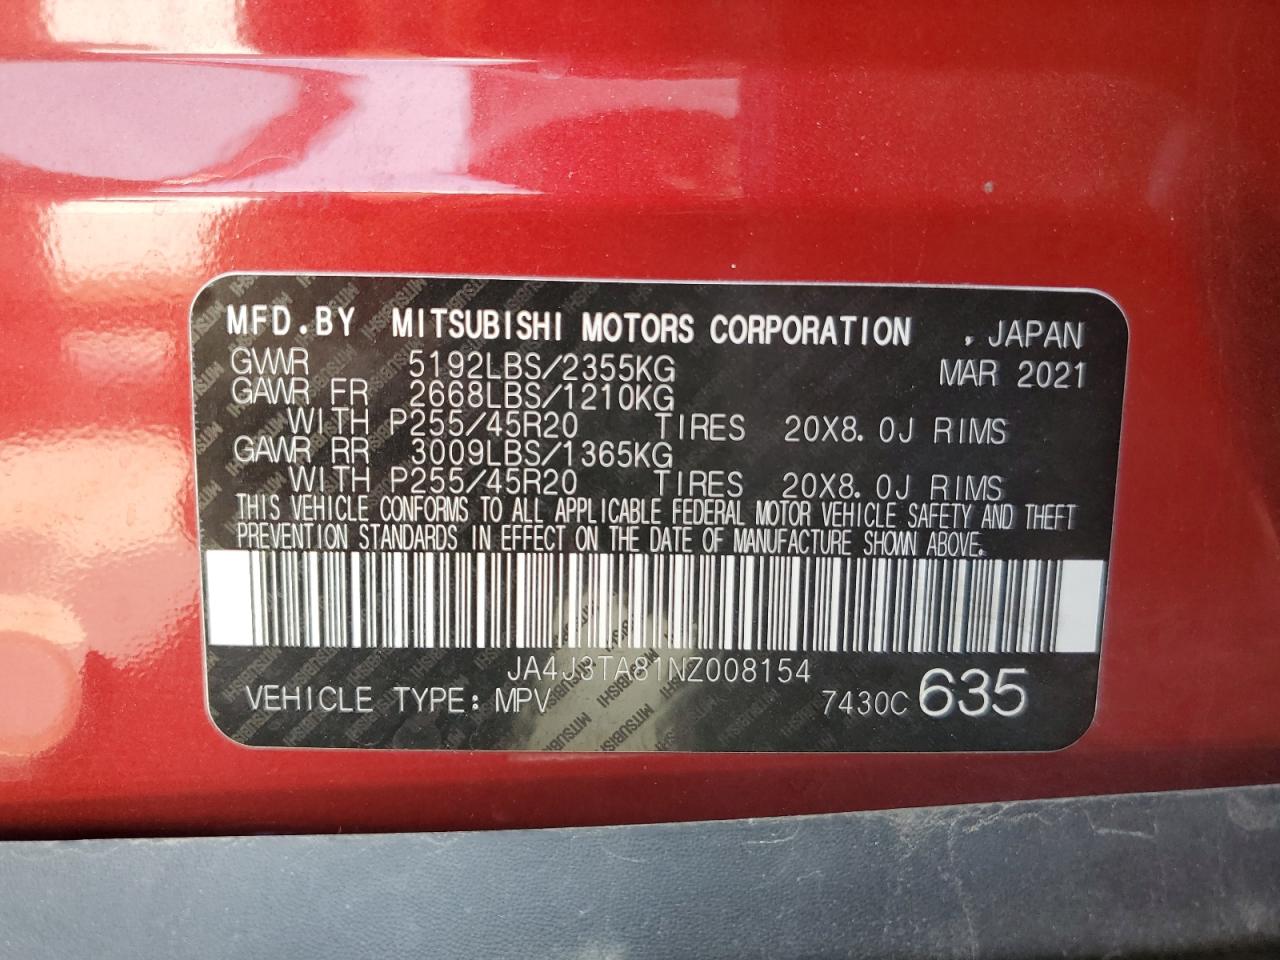 MFD.BY MITSUBISHI MOTORS CORPORATION , JAPAN
GVWR 5192LBS/2355KG MAR 2021
GAWR FR 2668LBS/1210KG
WITH P255/45R20 TIRES 20X8.0J RIMS
GAWR RR 3009LBS/1365KG
WITH P255/45R20 TIRES 20X8.0J RIMS
THIS VEHICLE CONFORMS TO ALL APPLICABLE FEDERAL MOTOR VEHICLE SAFETY AND THEFT
PREVENTION STANDARDS IN EFFECT ON THE DATE OF MANUFACTURE SHOWN ABOVE.
JA4J3TA81NZ008154
VEHICLE TYPE: MPV 7430C 635